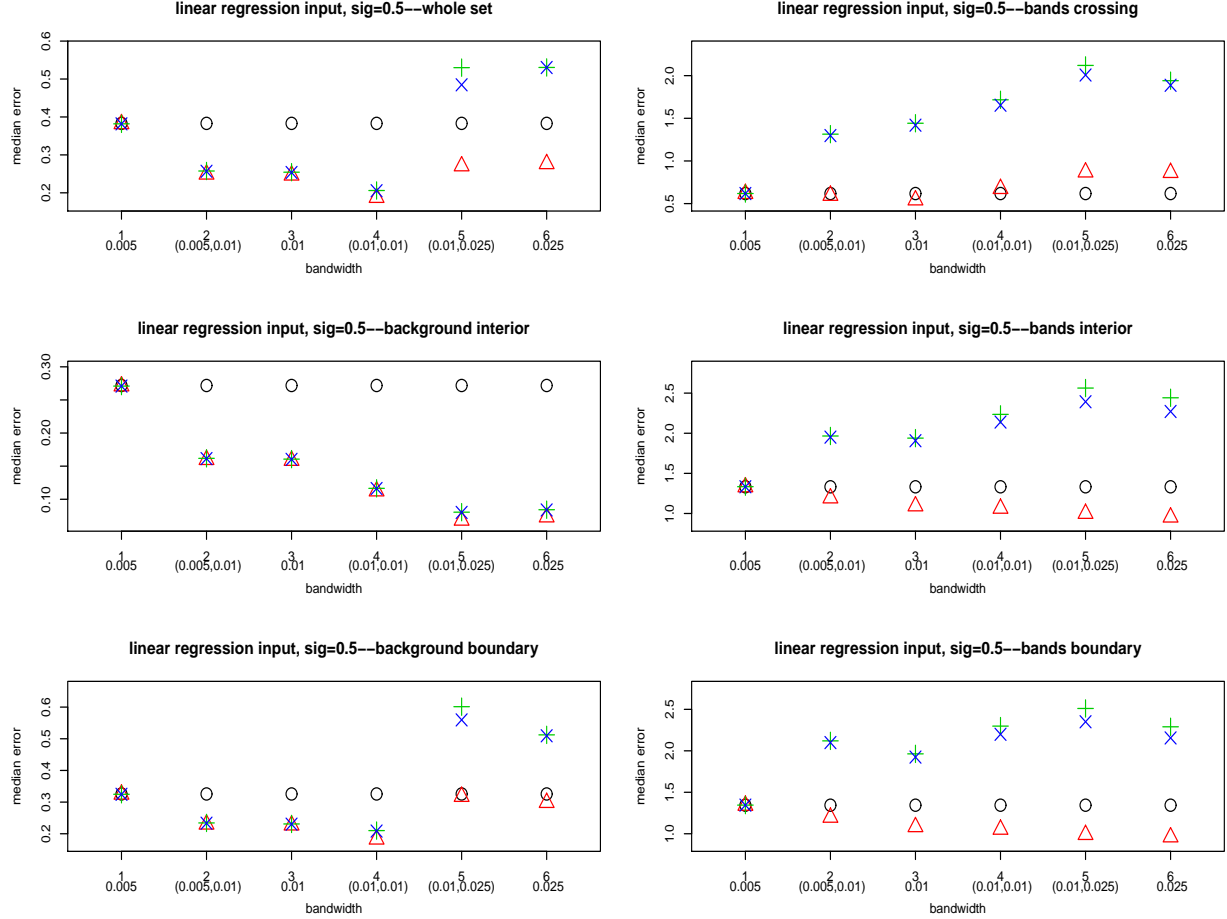 linear regression input, sig=0.5−−whole set
median error
0.2 0.3 0.4 0.5 0.6
1 2 3 4 5 6
0.005 (0.005,0.01) 0.01 (0.01,0.01) (0.01,0.025) 0.025
bandwidth
linear regression input, sig=0.5−−bands crossing
median error
0.5 1.0 1.5 2.0
1 2 3 4 5 6
0.005 (0.005,0.01) 0.01 (0.01,0.01) (0.01,0.025) 0.025
bandwidth
linear regression input, sig=0.5−−background interior
median error
0.10 0.20 0.30
1 2 3 4 5 6
0.005 (0.005,0.01) 0.01 (0.01,0.01) (0.01,0.025) 0.025
bandwidth
linear regression input, sig=0.5−−bands interior
median error
1.0 1.5 2.0 2.5
1 2 3 4 5 6
0.005 (0.005,0.01) 0.01 (0.01,0.01) (0.01,0.025) 0.025
bandwidth
linear regression input, sig=0.5−−background boundary
median error
0.2 0.3 0.4 0.5 0.6
1 2 3 4 5 6
0.005 (0.005,0.01) 0.01 (0.01,0.01) (0.01,0.025) 0.025
bandwidth
linear regression input, sig=0.5−−bands boundary
median error
1.0 1.5 2.0 2.5
1 2 3 4 5 6
0.005 (0.005,0.01) 0.01 (0.01,0.01) (0.01,0.025) 0.025
bandwidth